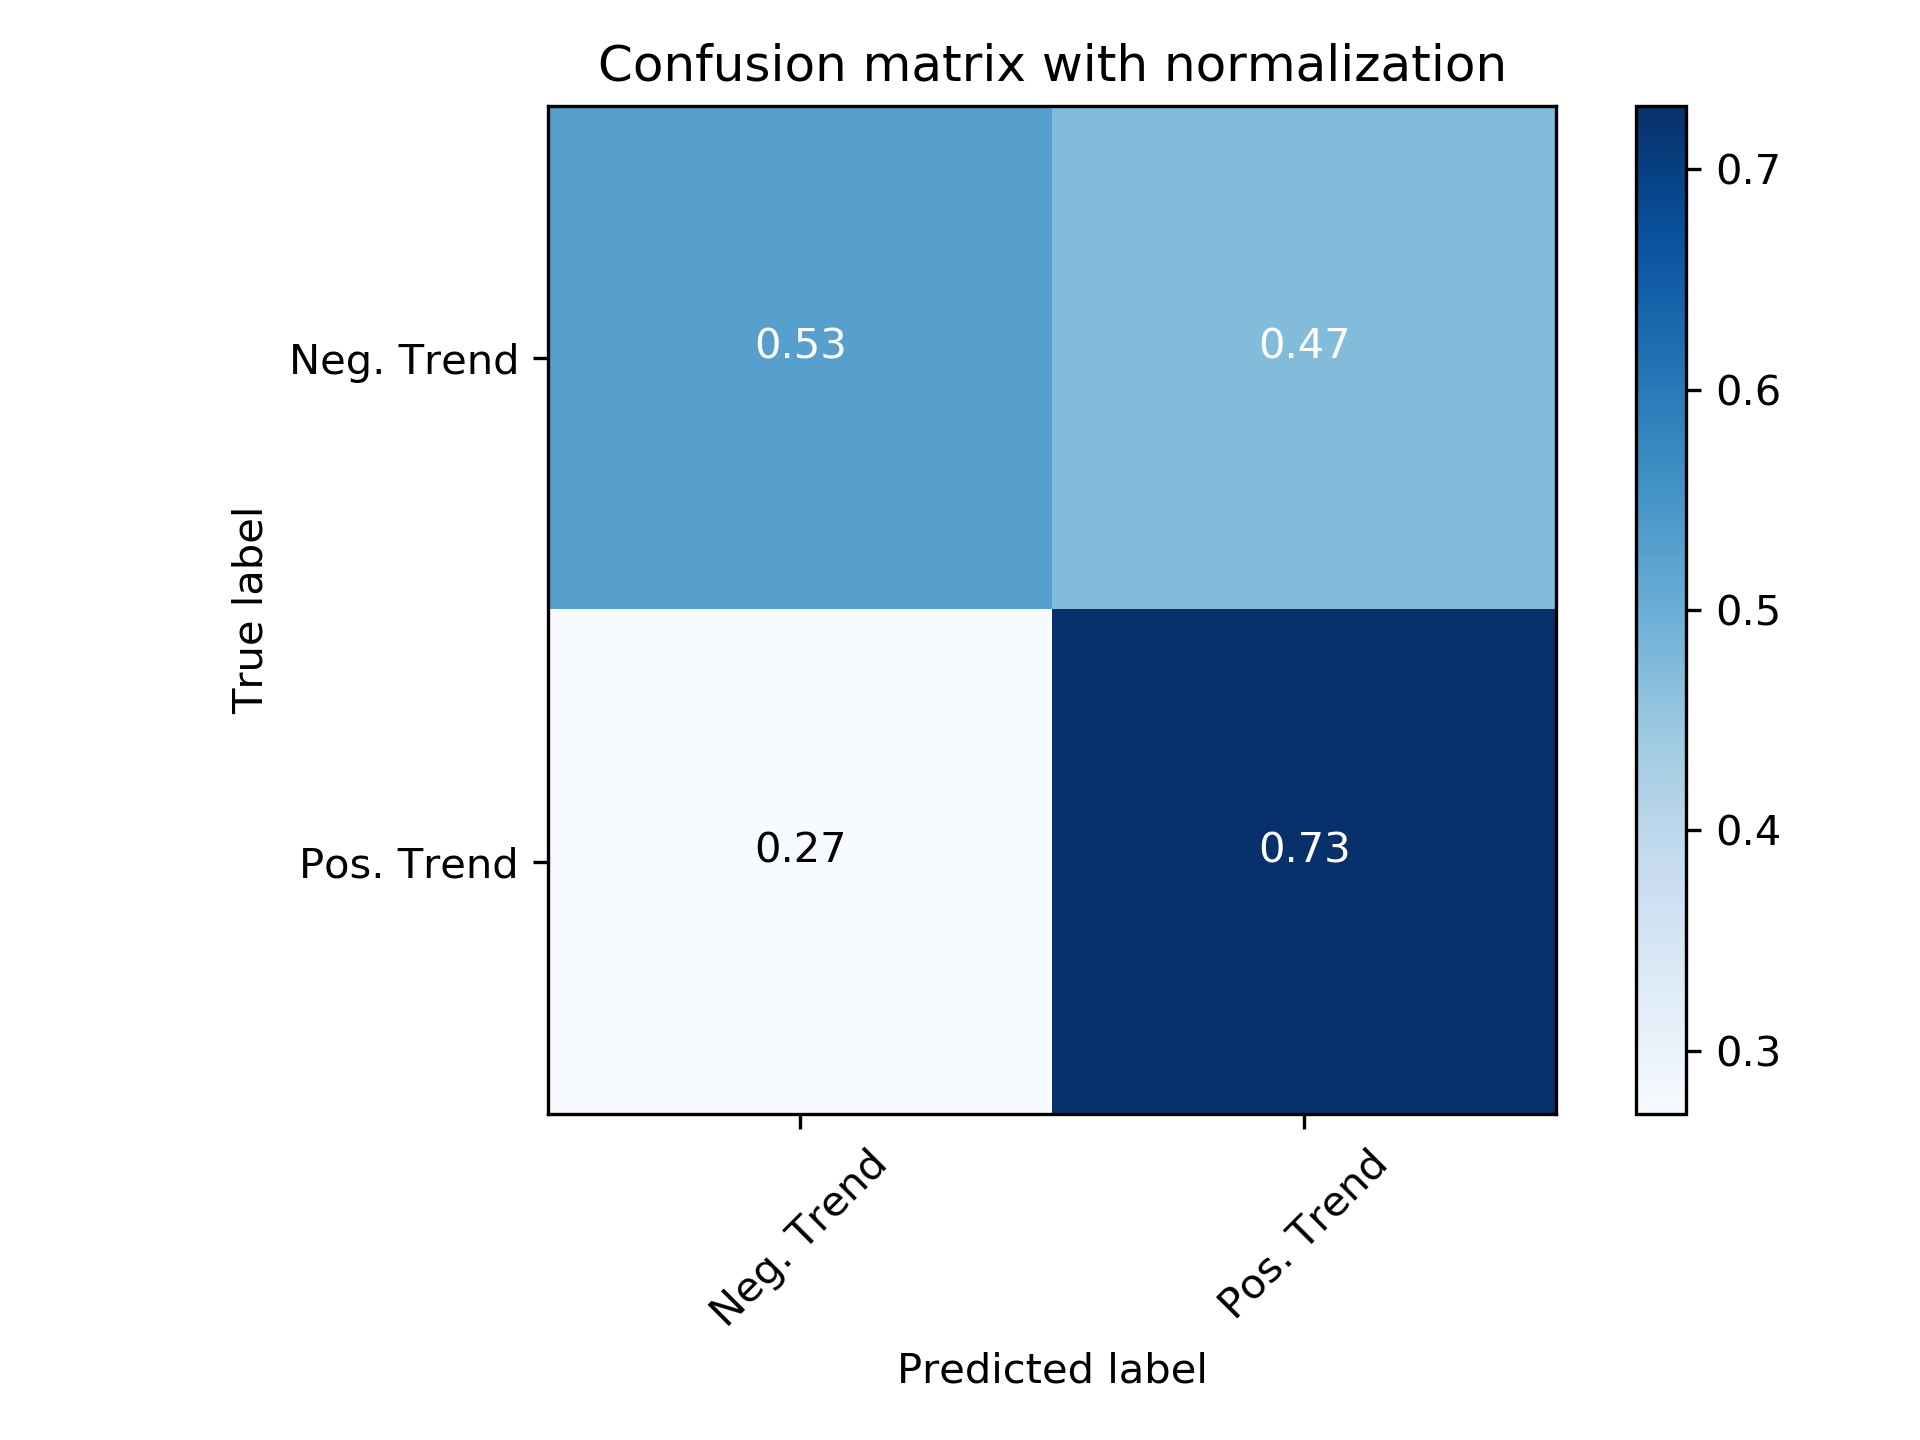 Confusion matrix with normalization
0.53
0.47
0.27
0.73
Neg. Trend
Pos. Trend
True label
Neg. Trend
Pos. Trend
Predicted label
0.7
0.6
0.5
0.4
0.3